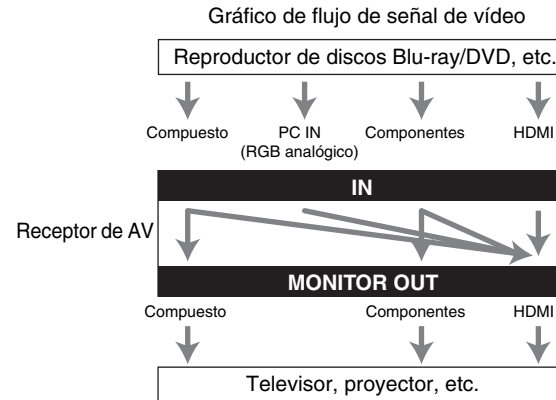 Gráfico de flujo de señal de vídeo
Reproductor de discos Blu-ray/DVD, etc.
Compuesto PC IN Componentes HDMI
(RGB analógico)
IN
Receptor de AV
MONITOR OUT
Compuesto Componentes HDMI
Televisor, proyector, etc.